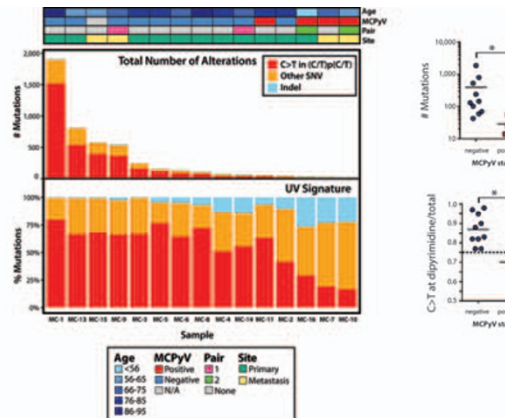 Age
MCPyV
Pair
Site
Total Number of Alterations
C>T in (C/T)p(C/T)
Other SNV
Indel
# Mutations
2,000
1,500
1,000
500
0
UV Signature
% Mutations
100%
75%
50%
25%
0%
MC-1 MC-13 MC-15 MC-9 MC-3 MC-5 MC-6 MC-8 MC-4 MC-14 MC-11 MC-2 MC-16 MC-7 MC-10
Sample
Age MCPyV Pair Site
<56 Positive 1 Primary
56-65 Negative 2 Metastasis
66-75 N/A None
76-85
86-95
# Mutations
10,000
1,000
100
10
*
negative po
MCPyV sta
C>T at dipyrimidine/total
1.0
0.9
0.8
0.7
0.6
0.5
*
negative po
MCPyV sta